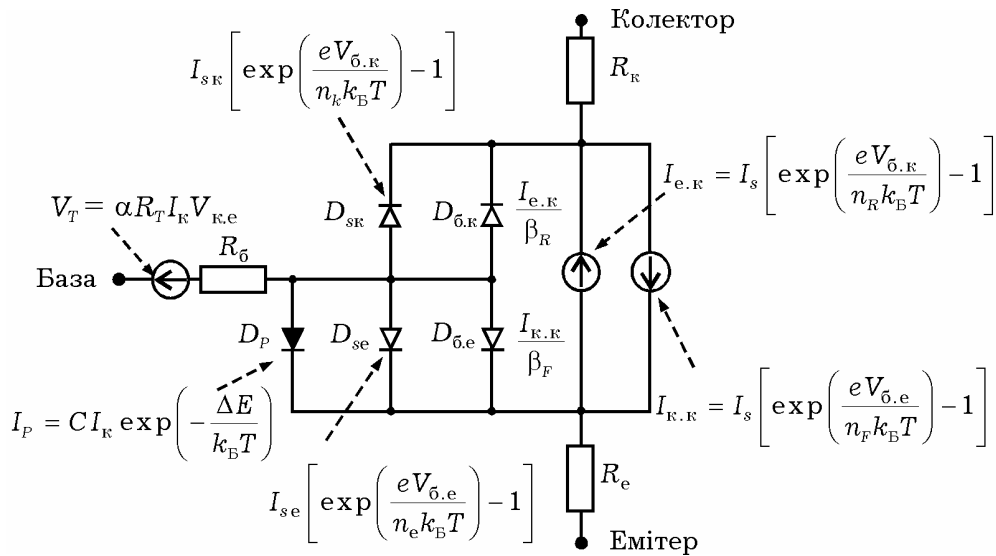 Колектор
I_{sк}[exp(eV_{б.к}/n_k k_Б T) − 1]
R_к
I_{е.к} = I_s[exp(eV_{б.к}/n_R k_Б T) − 1]
V_T = αR_T I_к V_{к.е}
D_{sк} D_{б.к} I_{е.к}/β_R
R_б
База
D_P D_{sе} D_{б.е} I_{к.к}/β_F
I_P = CI_к exp(−ΔE/k_Б T)
I_{к.к} = I_s[exp(eV_{б.е}/n_F k_Б T) − 1]
I_{sе}[exp(eV_{б.е}/n_е k_Б T) − 1]
R_е
Емітер